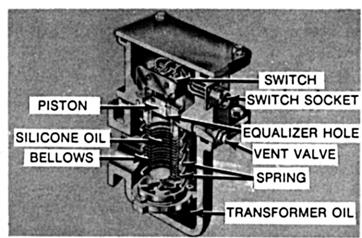 SWITCH
SWITCH SOCKET
PISTON
EQUALIZER HOLE
SILICONE OIL
VENT VALVE
BELLOWS
SPRING
TRANSFORMER OIL